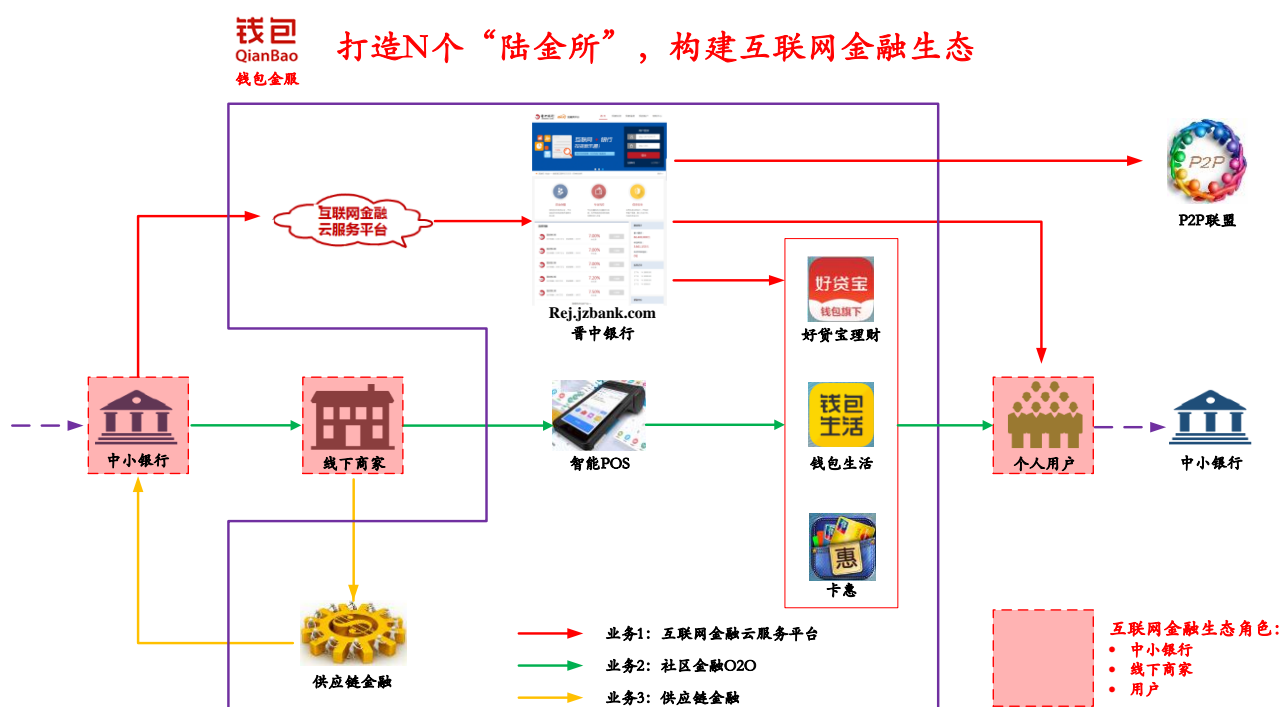 钱包
QianBao
钱包金服
打造N个“陆金所”，构建互联网金融生态
互联网金融
云服务平台
Rej.jzbank.com
晋中银行
P2P
P2P联盟
好贷宝
钱包旗下
好贷宝理财
中小银行
线下商家
智能POS
钱包
生活
钱包生活
个人用户
中小银行
惠
卡惠
供应链金融
业务1：互联网金融云服务平台
业务2：社区金融O2O
业务3：供应链金融
互联网金融生态角色：
• 中小银行
• 线下商家
• 用户